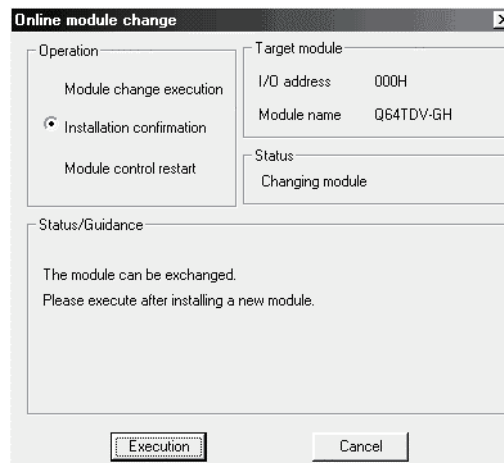 Online module change
Operation
Module change execution
Installation confirmation
Module control restart
Target module
I/O address 000H
Module name Q64TDV-GH
Status
Changing module
Status/Guidance
The module can be exchanged.
Please execute after installing a new module.
Execution
Cancel